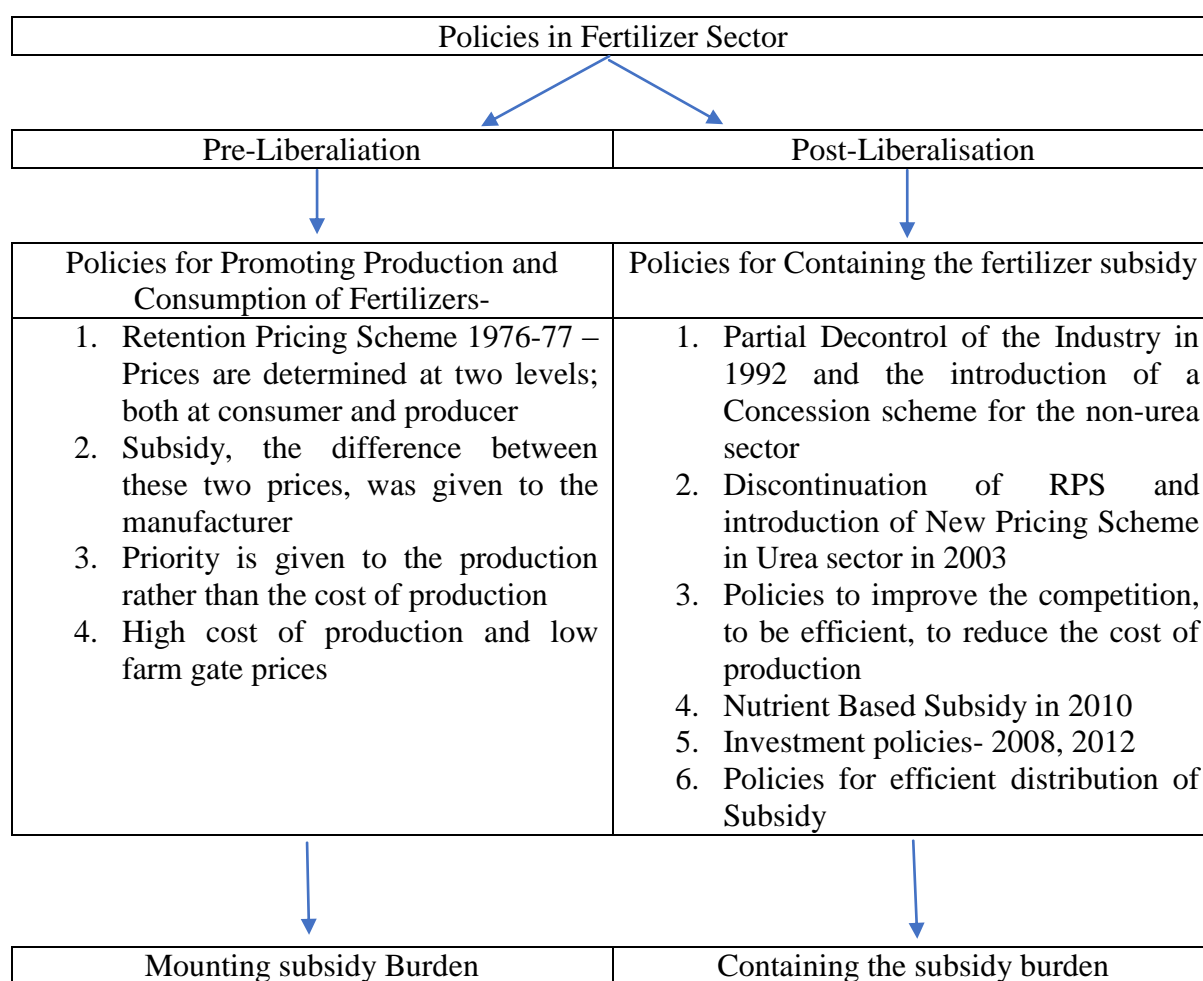 Policies in Fertilizer Sector
Pre-Liberaliation
Post-Liberalisation
Policies for Promoting Production and
Consumption of Fertilizers-
1. Retention Pricing Scheme 1976-77 –
Prices are determined at two levels;
both at consumer and producer
2. Subsidy, the difference between
these two prices, was given to the
manufacturer
3. Priority is given to the production
rather than the cost of production
4. High cost of production and low
farm gate prices
Policies for Containing the fertilizer subsidy
1. Partial Decontrol of the Industry in
1992 and the introduction of a
Concession scheme for the non-urea
sector
2. Discontinuation of RPS and
introduction of New Pricing Scheme
in Urea sector in 2003
3. Policies to improve the competition,
to be efficient, to reduce the cost of
production
4. Nutrient Based Subsidy in 2010
5. Investment policies- 2008, 2012
6. Policies for efficient distribution of
Subsidy
Mounting subsidy Burden
Containing the subsidy burden